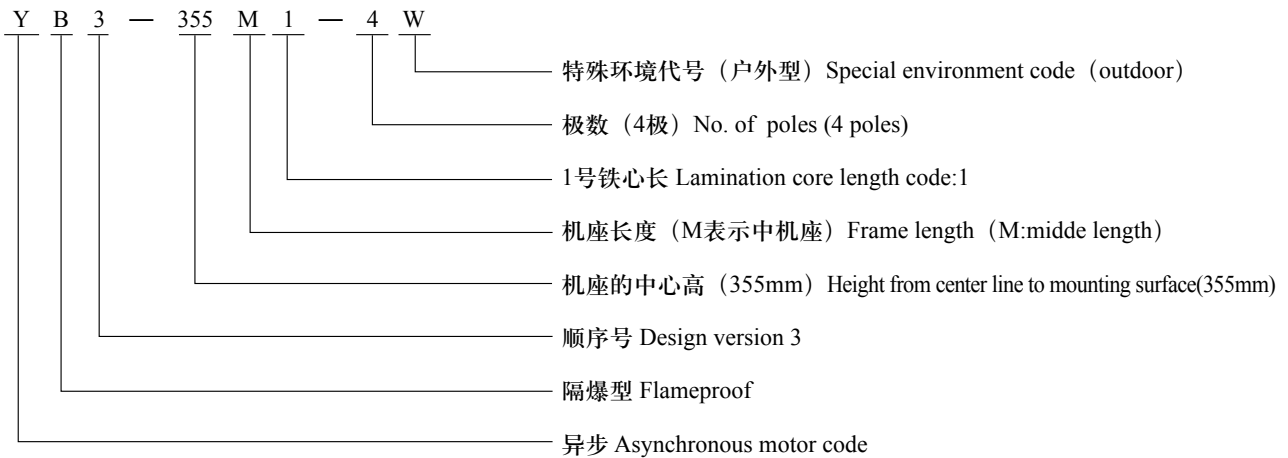 Y B 3 — 355 M 1 — 4 W
特殊环境代号（户外型）Special environment code（outdoor）
极数（4极）No. of poles (4 poles)
1号铁心长 Lamination core length code:1
机座长度（M表示中机座）Frame length（M:midde length）
机座的中心高（355mm）Height from center line to mounting surface(355mm)
顺序号 Design version 3
隔爆型 Flameproof
异步 Asynchronous motor code